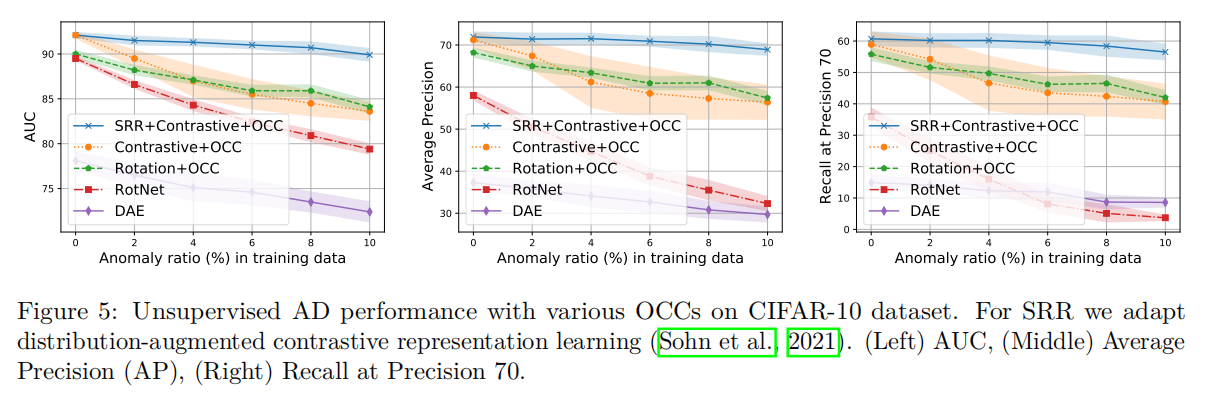 AUC
90
85
80
75
SRR+Contrastive+OCC
Contrastive+OCC
Rotation+OCC
RotNet
DAE
0 2 4 6 8 10
Anomaly ratio (%) in training data
Average Precision
70
60
50
40
30
SRR+Contrastive+OCC
Contrastive+OCC
Rotation+OCC
RotNet
DAE
0 2 4 6 8 10
Anomaly ratio (%) in training data
Recall at Precision 70
60
50
40
30
20
10
0
SRR+Contrastive+OCC
Contrastive+OCC
Rotation+OCC
RotNet
DAE
0 2 4 6 8 10
Anomaly ratio (%) in training data
Figure 5: Unsupervised AD performance with various OCCs on CIFAR-10 dataset. For SRR we adapt
distribution-augmented contrastive representation learning (Sohn et al., 2021). (Left) AUC, (Middle) Average
Precision (AP), (Right) Recall at Precision 70.